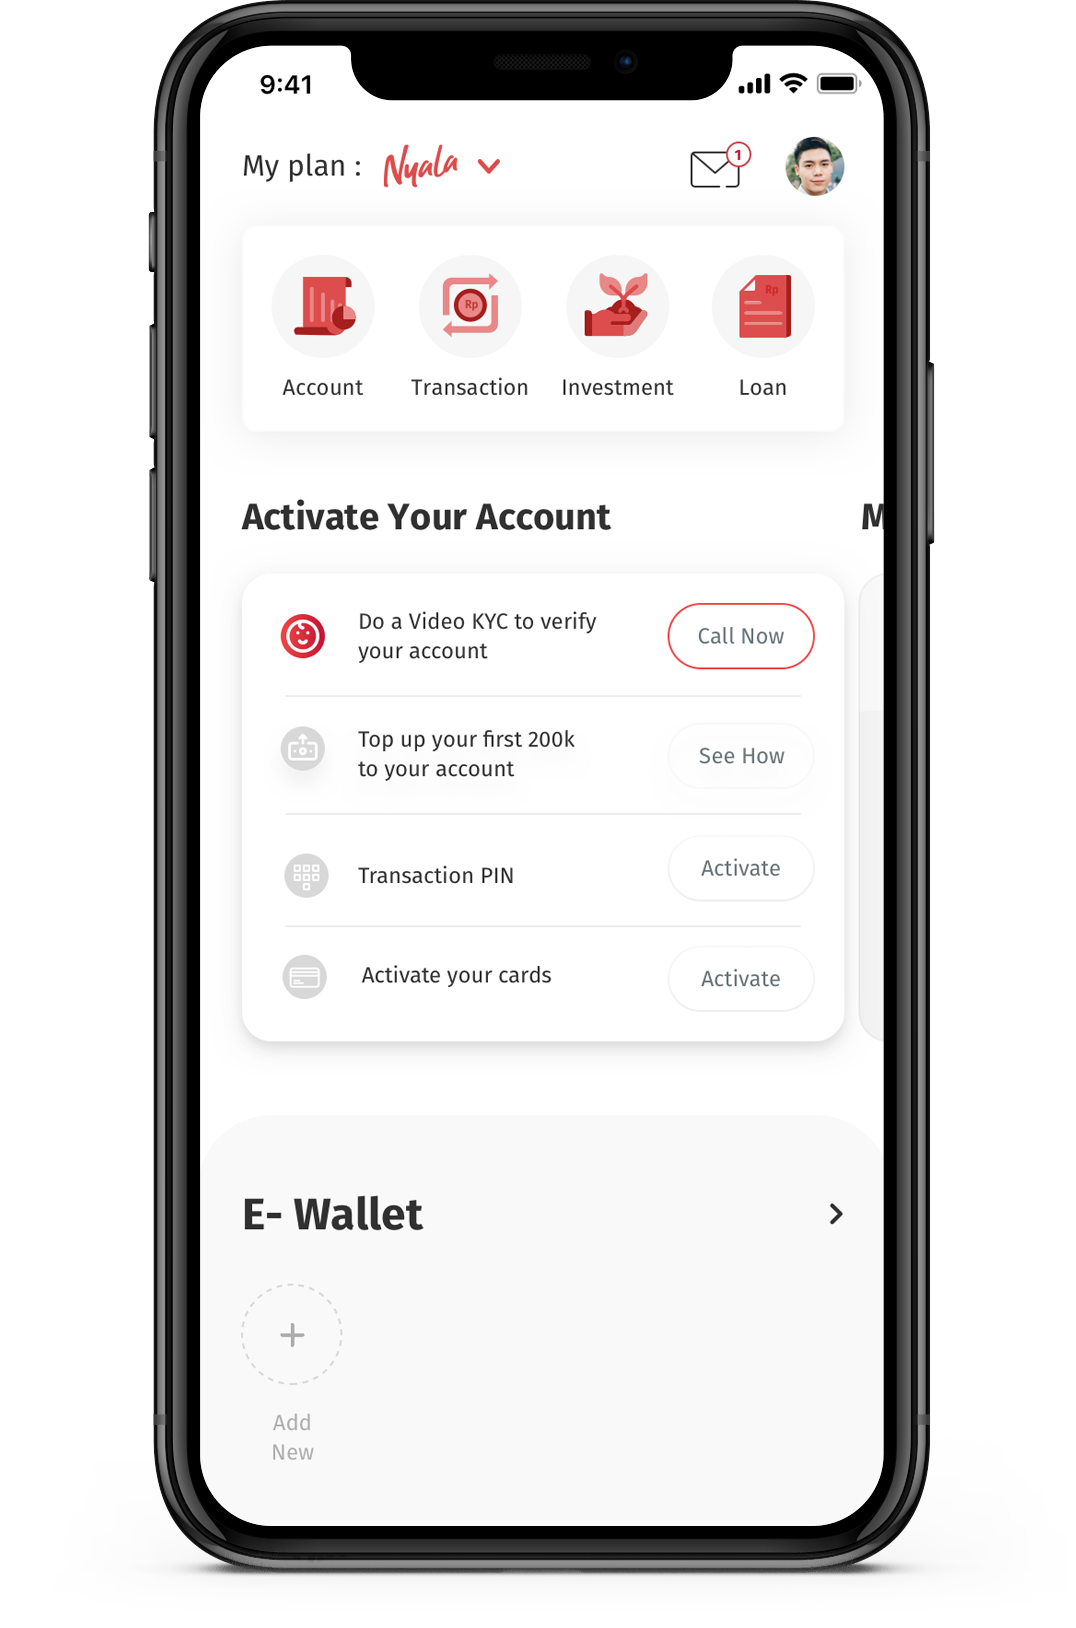 9:41
My plan : Nyala
1
Rp
Rp
Account Transaction Investment Loan
Activate Your Account
M
Do a Video KYC to verify
your account
Call Now
Top up your first 200k
to your account
See How
Transaction PIN
Activate
Activate your cards
Activate
E- Wallet
Add
New